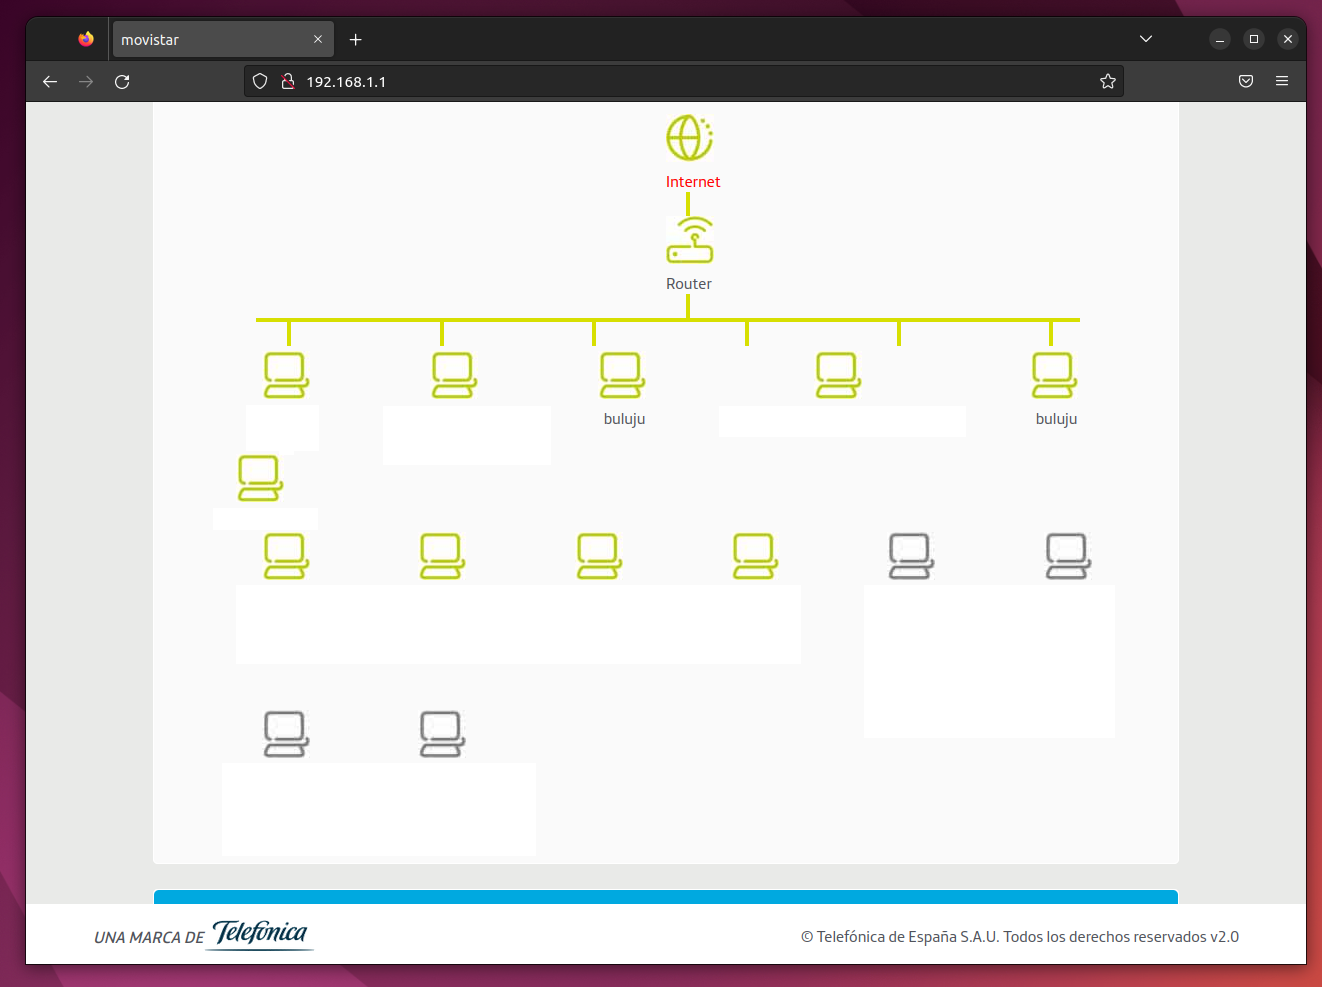 movistar
192.168.1.1
Internet
Router
buluju
buluju
UNA MARCA DE Telefónica
© Telefónica de España S.A.U. Todos los derechos reservados v2.0